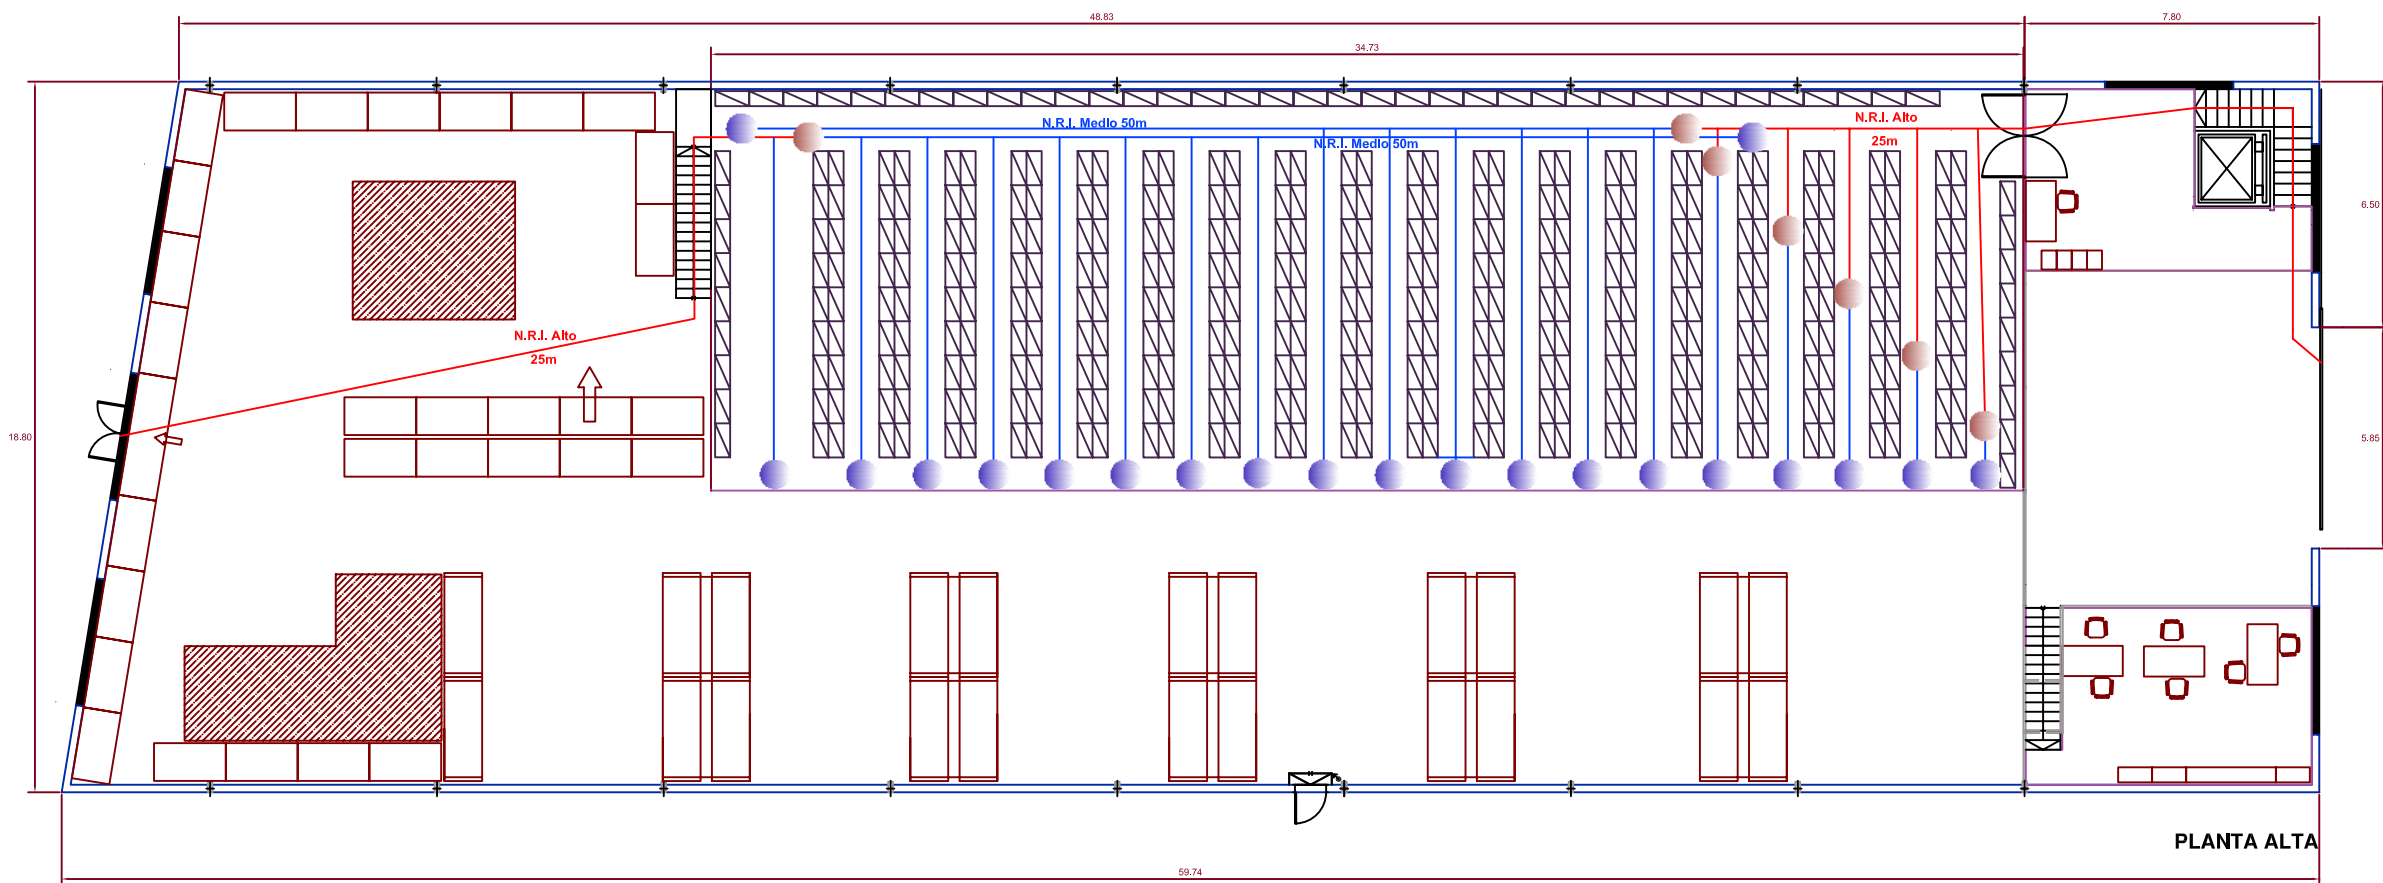 48.83
7.80
34.73
N.R.I. Medio 50m
N.R.I. Alto
25m
N.R.I. Medio 50m
6.50
N.R.I. Alto
25m
18.80
5.85
PLANTA ALTA
59.74